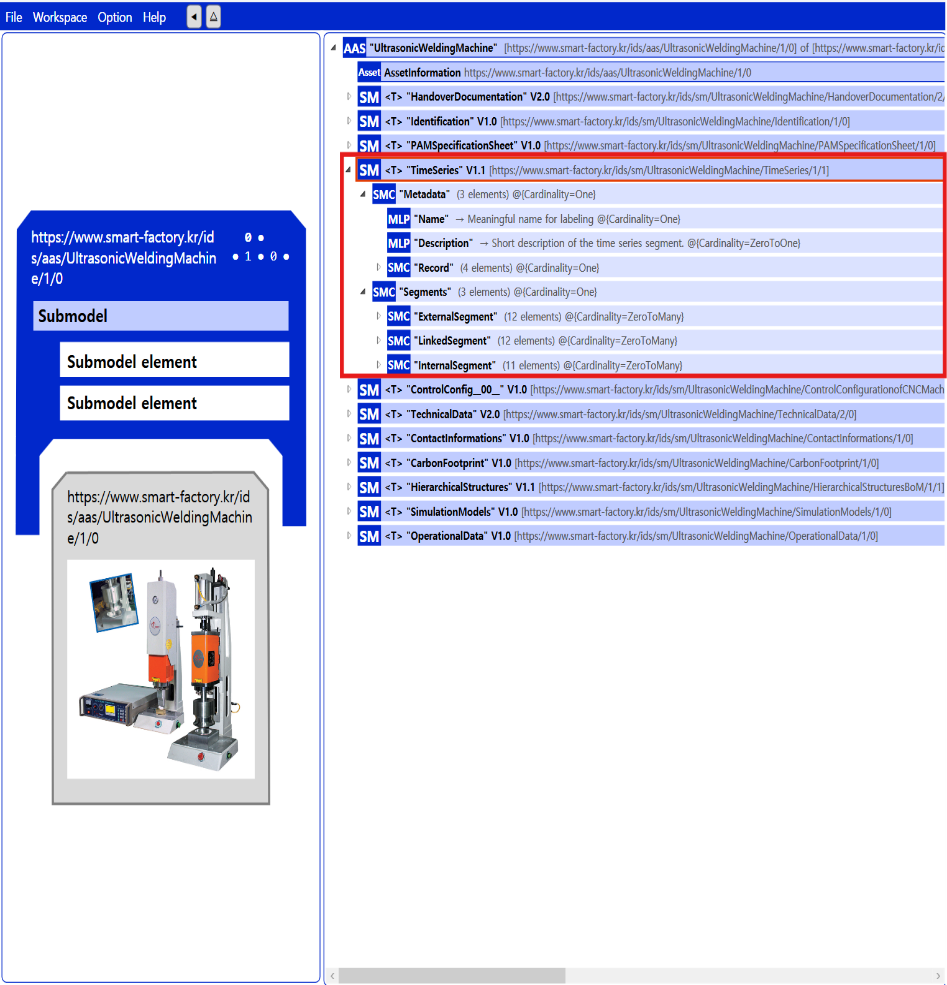 File Workspace Option Help
https://www.smart-factory.kr/id
s/aas/UltrasonicWeldingMachin
e/1/0
0
1 0
Submodel
Submodel element
Submodel element
https://www.smart-factory.kr/id
s/aas/UltrasonicWeldingMachin
e/1/0
AAS "UltrasonicWeldingMachine" [https://www.smart-factory.kr/ids/aas/UltrasonicWeldingMachine/1/0] of [https://www.smart-factory.kr/ic
Asset AssetInformation https://www.smart-factory.kr/ids/aas/UltrasonicWeldingMachine/1/0
SM <T> "HandoverDocumentation" V2.0 [https://www.smart-factory.kr/ids/sm/UltrasonicWeldingMachine/HandoverDocumentation/2/
SM <T> "Identification" V1.0 [https://www.smart-factory.kr/ids/sm/UltrasonicWeldingMachine/Identification/1/0]
SM <T> "PAMSpecificationSheet" V1.0 [https://www.smart-factory.kr/ids/sm/UltrasonicWeldingMachine/PAMSpecificationSheet/1/0]
SM <T> "TimeSeries" V1.1 [https://www.smart-factory.kr/ids/sm/UltrasonicWeldingMachine/TimeSeries/1/1]
SMC "Metadata" (3 elements) @{Cardinality=One}
MLP "Name" → Meaningful name for labeling @{Cardinality=One}
MLP "Description" → Short description of the time series segment. @{Cardinality=ZeroToOne}
SMC "Record" (4 elements) @{Cardinality=One}
SMC "Segments" (3 elements) @{Cardinality=One}
SMC "ExternalSegment" (12 elements) @{Cardinality=ZeroToMany}
SMC "LinkedSegment" (12 elements) @{Cardinality=ZeroToMany}
SMC "InternalSegment" (11 elements) @{Cardinality=ZeroToMany}
SM <T> "ControlConfig__00__" V1.0 [https://www.smart-factory.kr/ids/sm/UltrasonicWeldingMachine/ControlConfigurationofCNCMach
SM <T> "TechnicalData" V2.0 [https://www.smart-factory.kr/ids/sm/UltrasonicWeldingMachine/TechnicalData/2/0]
SM <T> "ContactInformations" V1.0 [https://www.smart-factory.kr/ids/sm/UltrasonicWeldingMachine/ContactInformations/1/0]
SM <T> "CarbonFootprint" V1.0 [https://www.smart-factory.kr/ids/sm/UltrasonicWeldingMachine/CarbonFootprint/1/0]
SM <T> "HierarchicalStructures" V1.1 [https://www.smart-factory.kr/ids/sm/UltrasonicWeldingMachine/HierarchicalStructuresBoM/1/1]
SM <T> "SimulationModels" V1.0 [https://www.smart-factory.kr/ids/sm/UltrasonicWeldingMachine/SimulationModels/1/0]
SM <T> "OperationalData" V1.0 [https://www.smart-factory.kr/ids/sm/UltrasonicWeldingMachine/OperationalData/1/0]